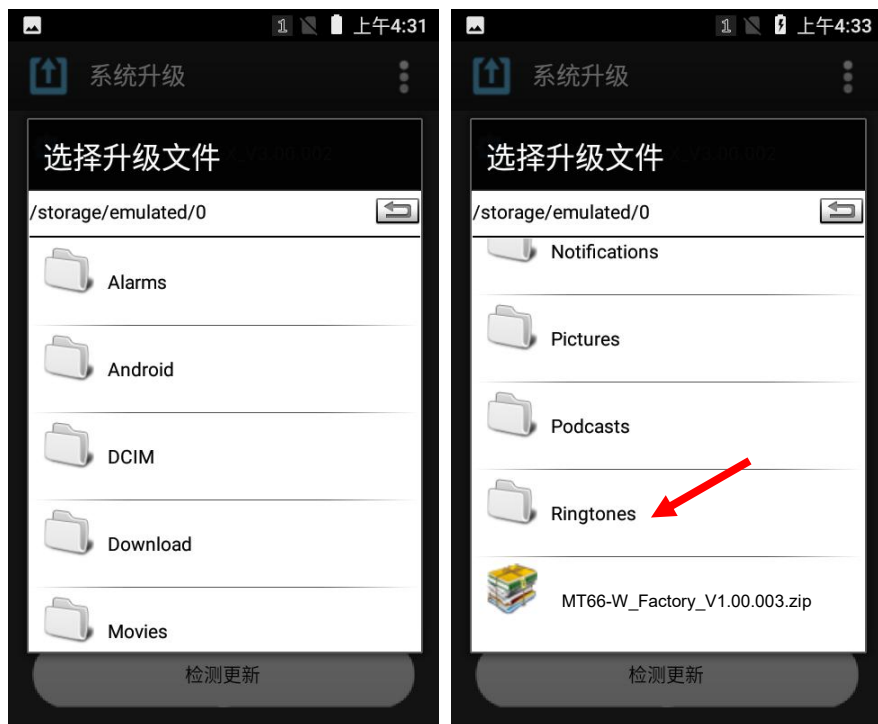 1 上午4:31
系统升级
选择升级文件
/storage/emulated/0
Alarms
Android
DCIM
Download
Movies
检测更新
1 上午4:33
系统升级
选择升级文件
/storage/emulated/0
Notifications
Pictures
Podcasts
Ringtones
MT66-W_Factory_V1.00.003.zip
检测更新